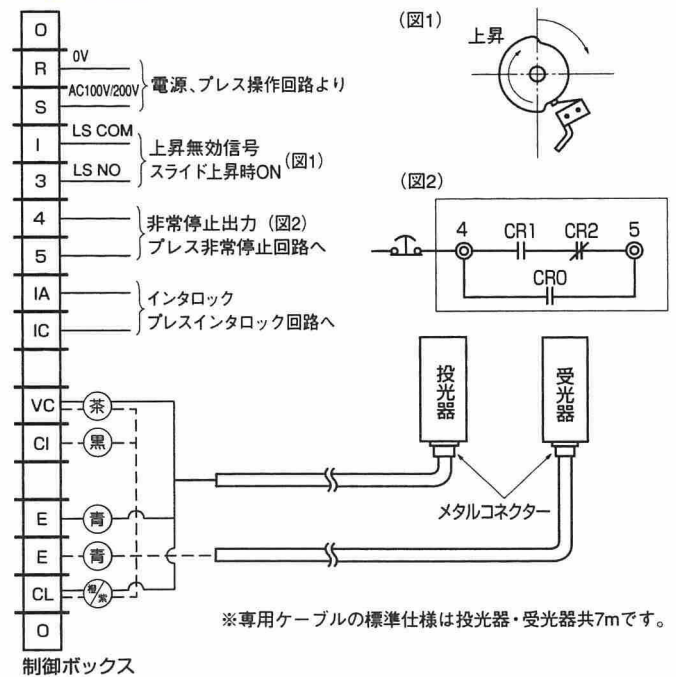 (図1)
上昇
O
R
0V
S
AC100V/200V
電源、プレス操作回路より
I
LS COM
3
LS NO
上昇無効信号
スライド上昇時ON(図1)
4
5
非常停止出力(図2)
プレス非常停止回路へ
IA
IC
インタロック
プレスインタロック回路へ
(図2)
4
CR1
CR2
5
CR0
VC
茶
CI
黒
E
青
E
青
CL
橙/紫
O
制御ボックス
投光器
受光器
メタルコネクター
※専用ケーブルの標準仕様は投光器・受光器共7mです。